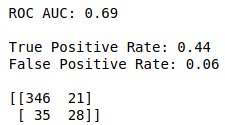 ROC AUC: 0.69
True Positive Rate: 0.44
False Positive Rate: 0.06
[[346  21]
 [ 35  28]]